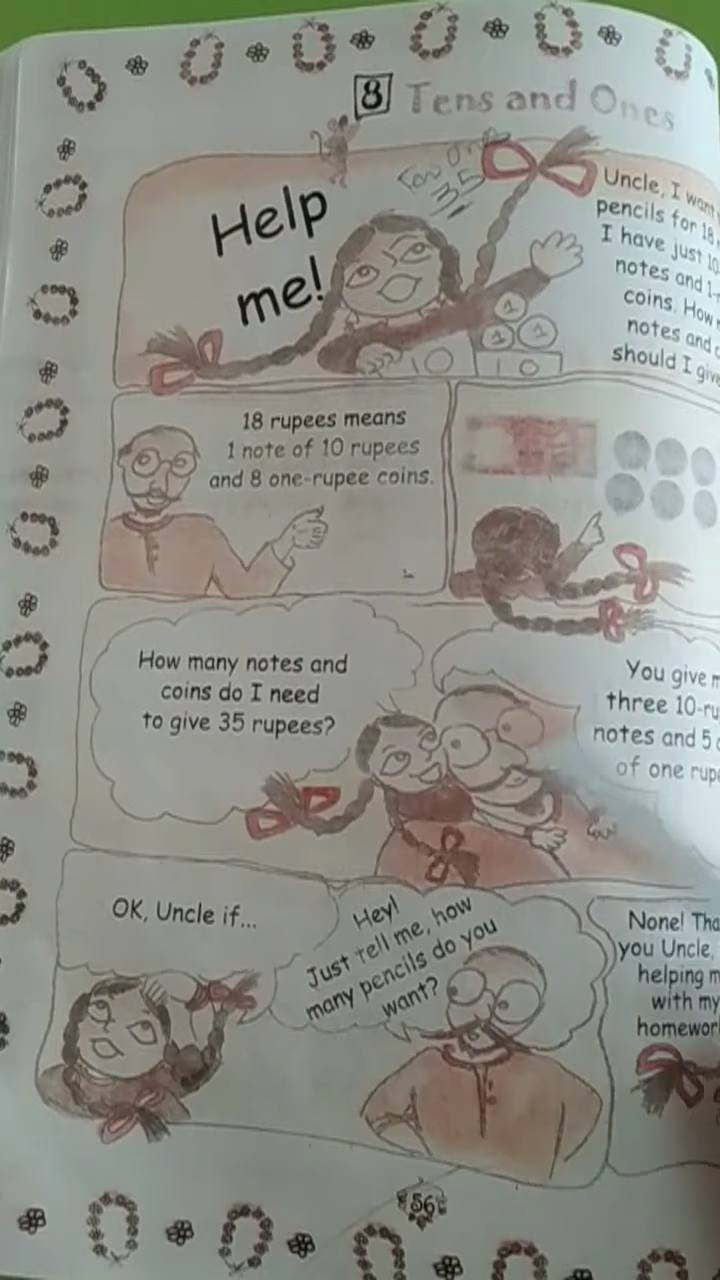 8 Tens and Ones
Help
me!
35
Uncle, I want
pencils for 18
I have just 10
notes and 1-
coins. How
notes and
should I give
1
1 1
10 10
18 rupees means
1 note of 10 rupees
and 8 one-rupee coins.
How many notes and
coins do I need
to give 35 rupees?
You give
three 10-ru
notes and 5
of one rup
OK, Uncle if...
Hey!
Just tell me, how
many pencils do you
want?
None! Tha
you Uncle,
helping m
with my
homewor
56